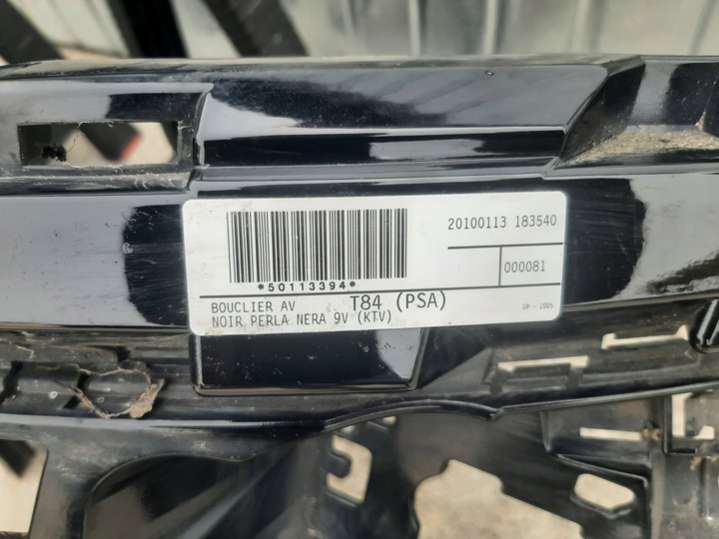 20100113 183540
000081
*50113394*
BOUCLIER AV T84 (PSA)
NOIR PERLA NERA 9V (KTV)